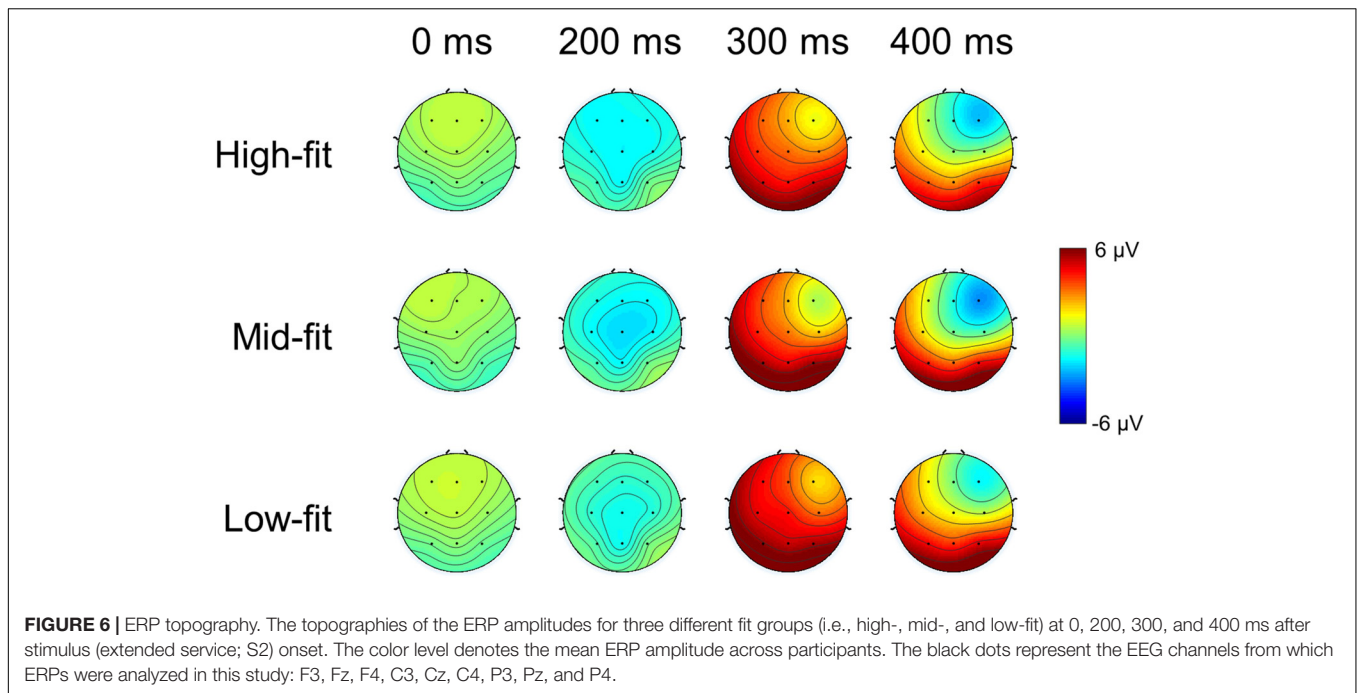 0 ms 200 ms 300 ms 400 ms
High-fit
6 µV
Mid-fit
-6 µV
Low-fit
FIGURE 6 | ERP topography. The topographies of the ERP amplitudes for three different fit groups (i.e., high-, mid-, and low-fit) at 0, 200, 300, and 400 ms after
stimulus (extended service; S2) onset. The color level denotes the mean ERP amplitude across participants. The black dots represent the EEG channels from which
ERPs were analyzed in this study: F3, Fz, F4, C3, Cz, C4, P3, Pz, and P4.